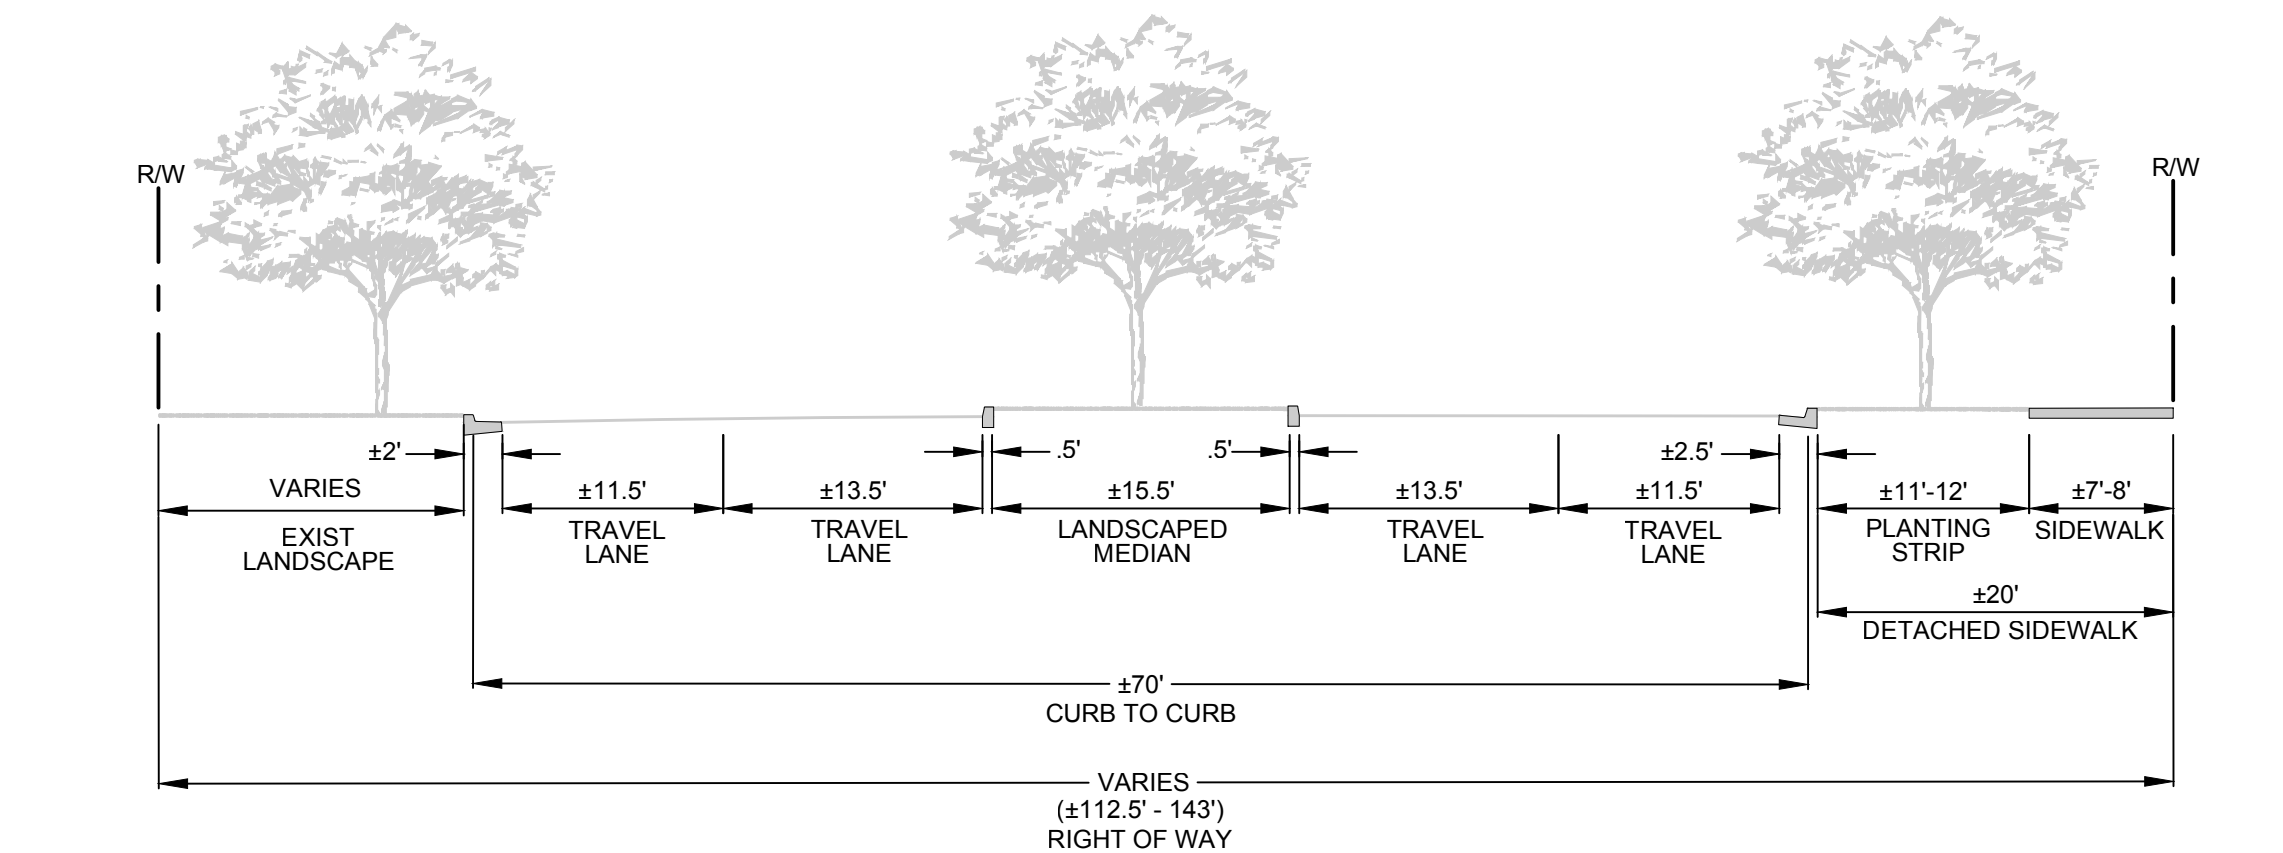 R/W
R/W
±2'
.5'
.5'
±2.5'
VARIES
±11.5'
±13.5'
±15.5'
±13.5'
±11.5'
±11'-12'
±7'-8'
EXIST
LANDSCAPE
TRAVEL
LANE
TRAVEL
LANE
LANDSCAPED
MEDIAN
TRAVEL
LANE
TRAVEL
LANE
PLANTING
STRIP
SIDEWALK
±20'
DETACHED SIDEWALK
±70'
CURB TO CURB
VARIES
(±112.5' - 143')
RIGHT OF WAY